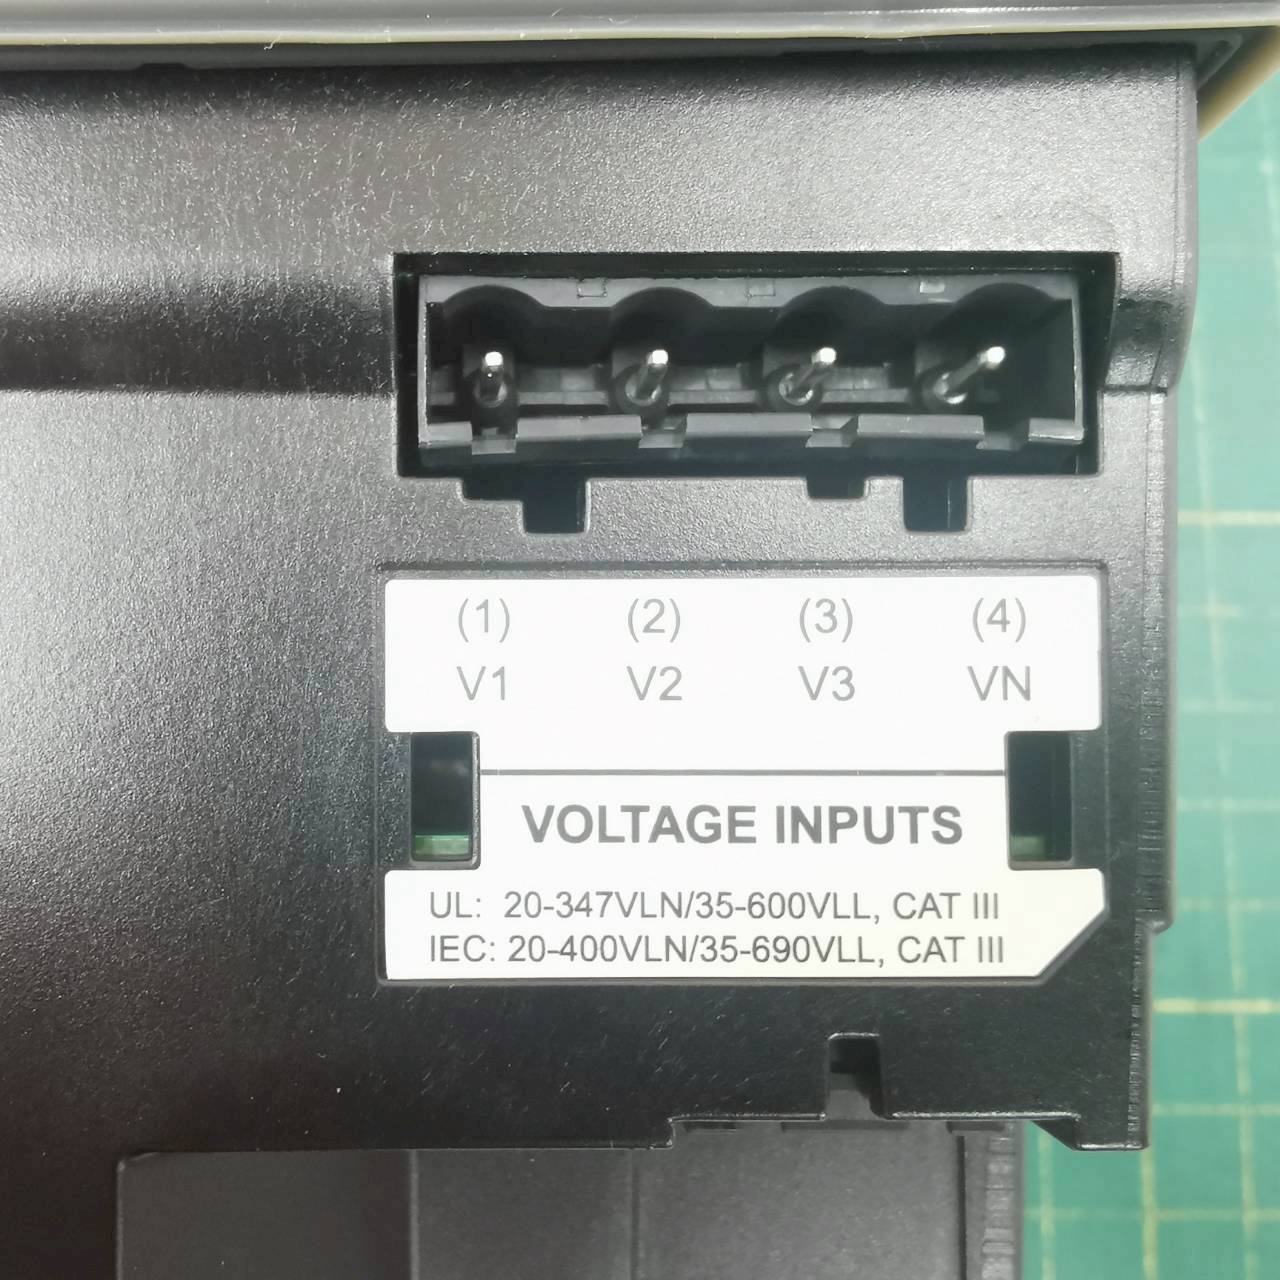 (1) (2) (3) (4)
V1 V2 V3 VN
VOLTAGE INPUTS
UL: 20-347VLN/35-600VLL, CAT III
IEC: 20-400VLN/35-690VLL, CAT III